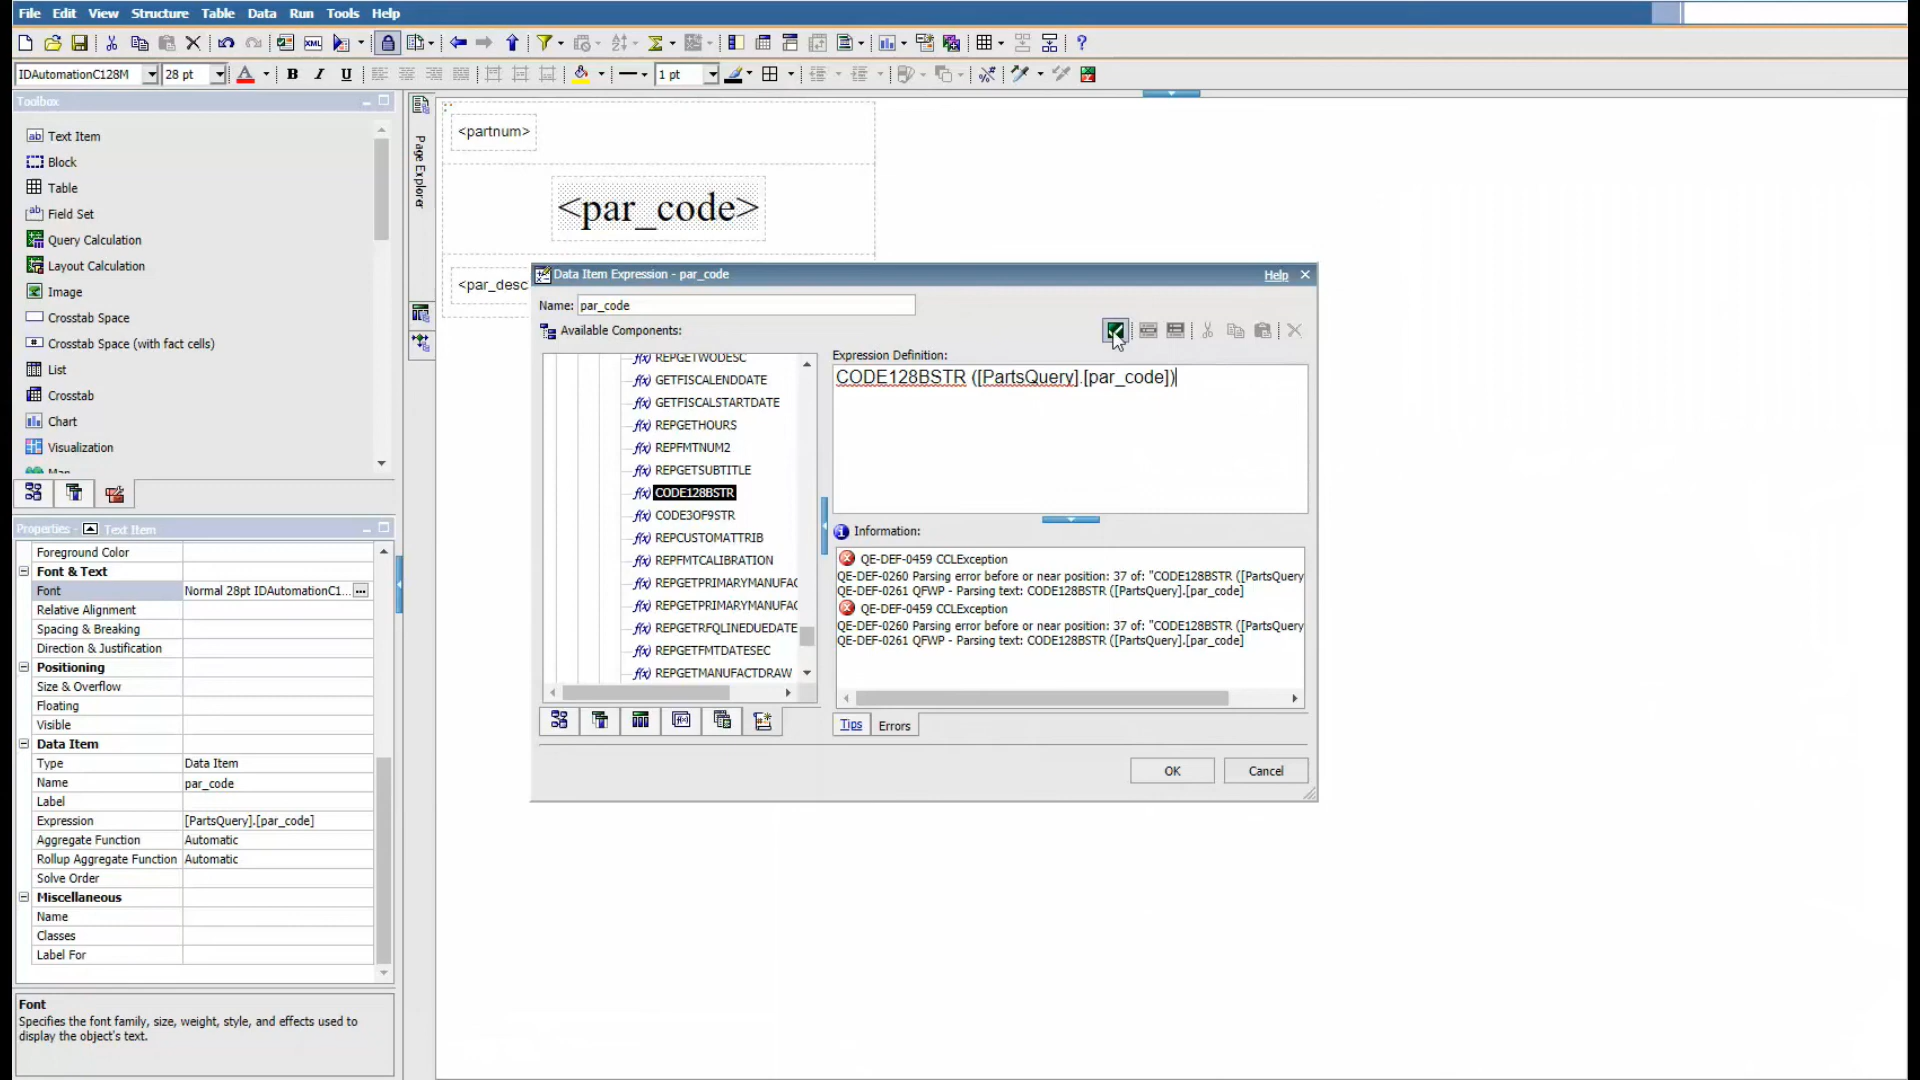 File Edit View Structure Table Data Run Tools Help
IDAutomationC128M 28 pt A B I U 1 pt
Toolbox
Text Item
Block
Table
Field Set
Query Calculation
Layout Calculation
Image
Crosstab Space
Crosstab Space (with fact cells)
List
Crosstab
Chart
Visualization
Map
Properties - Text Item
Foreground Color
Font & Text
Font Normal 28pt IDAutomationC1... ...
Relative Alignment
Spacing & Breaking
Direction & Justification
Positioning
Size & Overflow
Floating
Visible
Data Item
Type Data Item
Name par_code
Label
Expression [PartsQuery].[par_code]
Aggregate Function Automatic
Rollup Aggregate Function Automatic
Solve Order
Miscellaneous
Name
Classes
Label For
Font
Specifies the font family, size, weight, style, and effects used to
display the object's text.
Page Explorer
<partnum>
<par_code>
<par_desc
Data Item Expression - par_code Help
Name: par_code
Available Components:
REPGETWODESC
GETFISCALENDDATE
GETFISCALSTARTDATE
REPGETHOURS
REPFMTNUM2
REPGETSUBTITLE
CODE128BSTR
CODE3OF9STR
REPCUSTOMATTRIB
REPFMTCALIBRATION
REPGETPRIMARYMANUFAC
REPGETPRIMARYMANUFAC
REPGETRFQLINEDUEDATE
REPGETFMTDATESEC
REPGETMANUFACTDRAW
Expression Definition:
CODE128BSTR ([PartsQuery].[par_code])
Information:
QE-DEF-0459 CCLException
QE-DEF-0260 Parsing error before or near position: 37 of: "CODE128BSTR ([PartsQuery
QE-DEF-0261 QFWP - Parsing text: CODE128BSTR ([PartsQuery].[par_code]
QE-DEF-0459 CCLException
QE-DEF-0260 Parsing error before or near position: 37 of: "CODE128BSTR ([PartsQuery
QE-DEF-0261 QFWP - Parsing text: CODE128BSTR ([PartsQuery].[par_code]
Tips Errors
OK Cancel